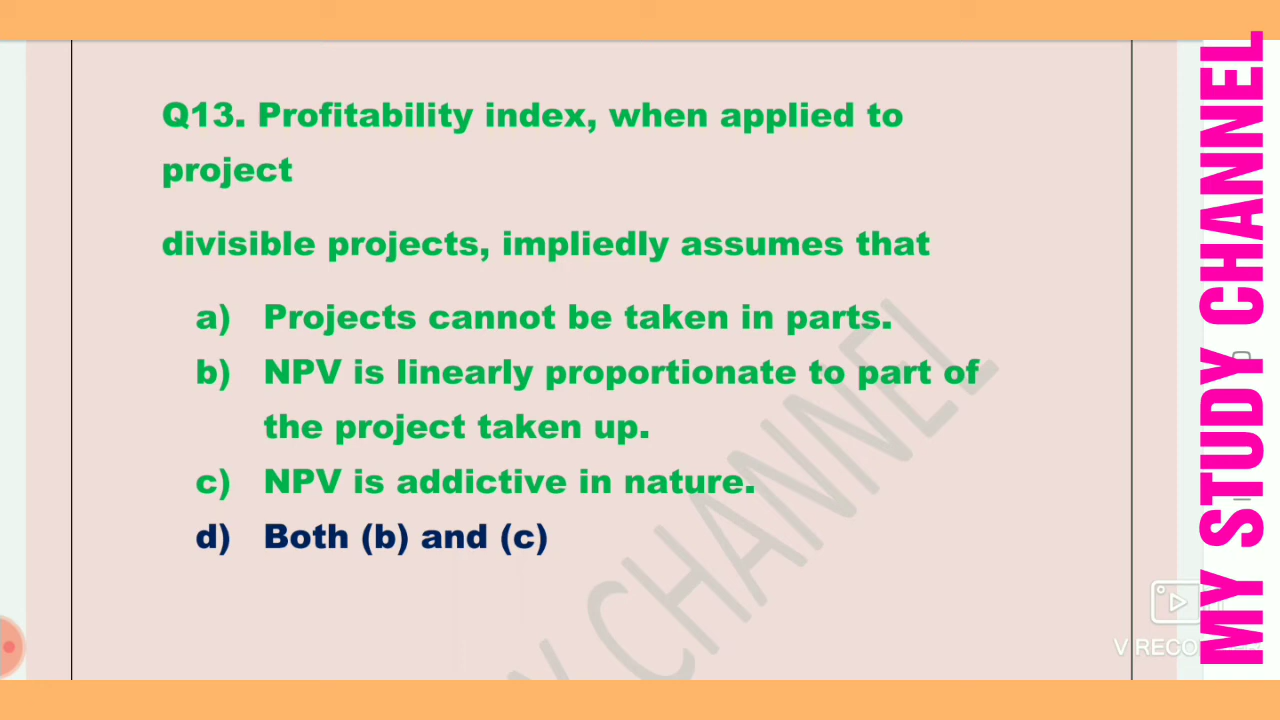 Q13. Profitability index, when applied to
project
divisible projects, impliedly assumes that
a) Projects cannot be taken in parts.
b) NPV is linearly proportionate to part of
the project taken up.
c) NPV is addictive in nature.
d) Both (b) and (c)
MY STUDY CHANNEL
Y CHANNEL
V RECO